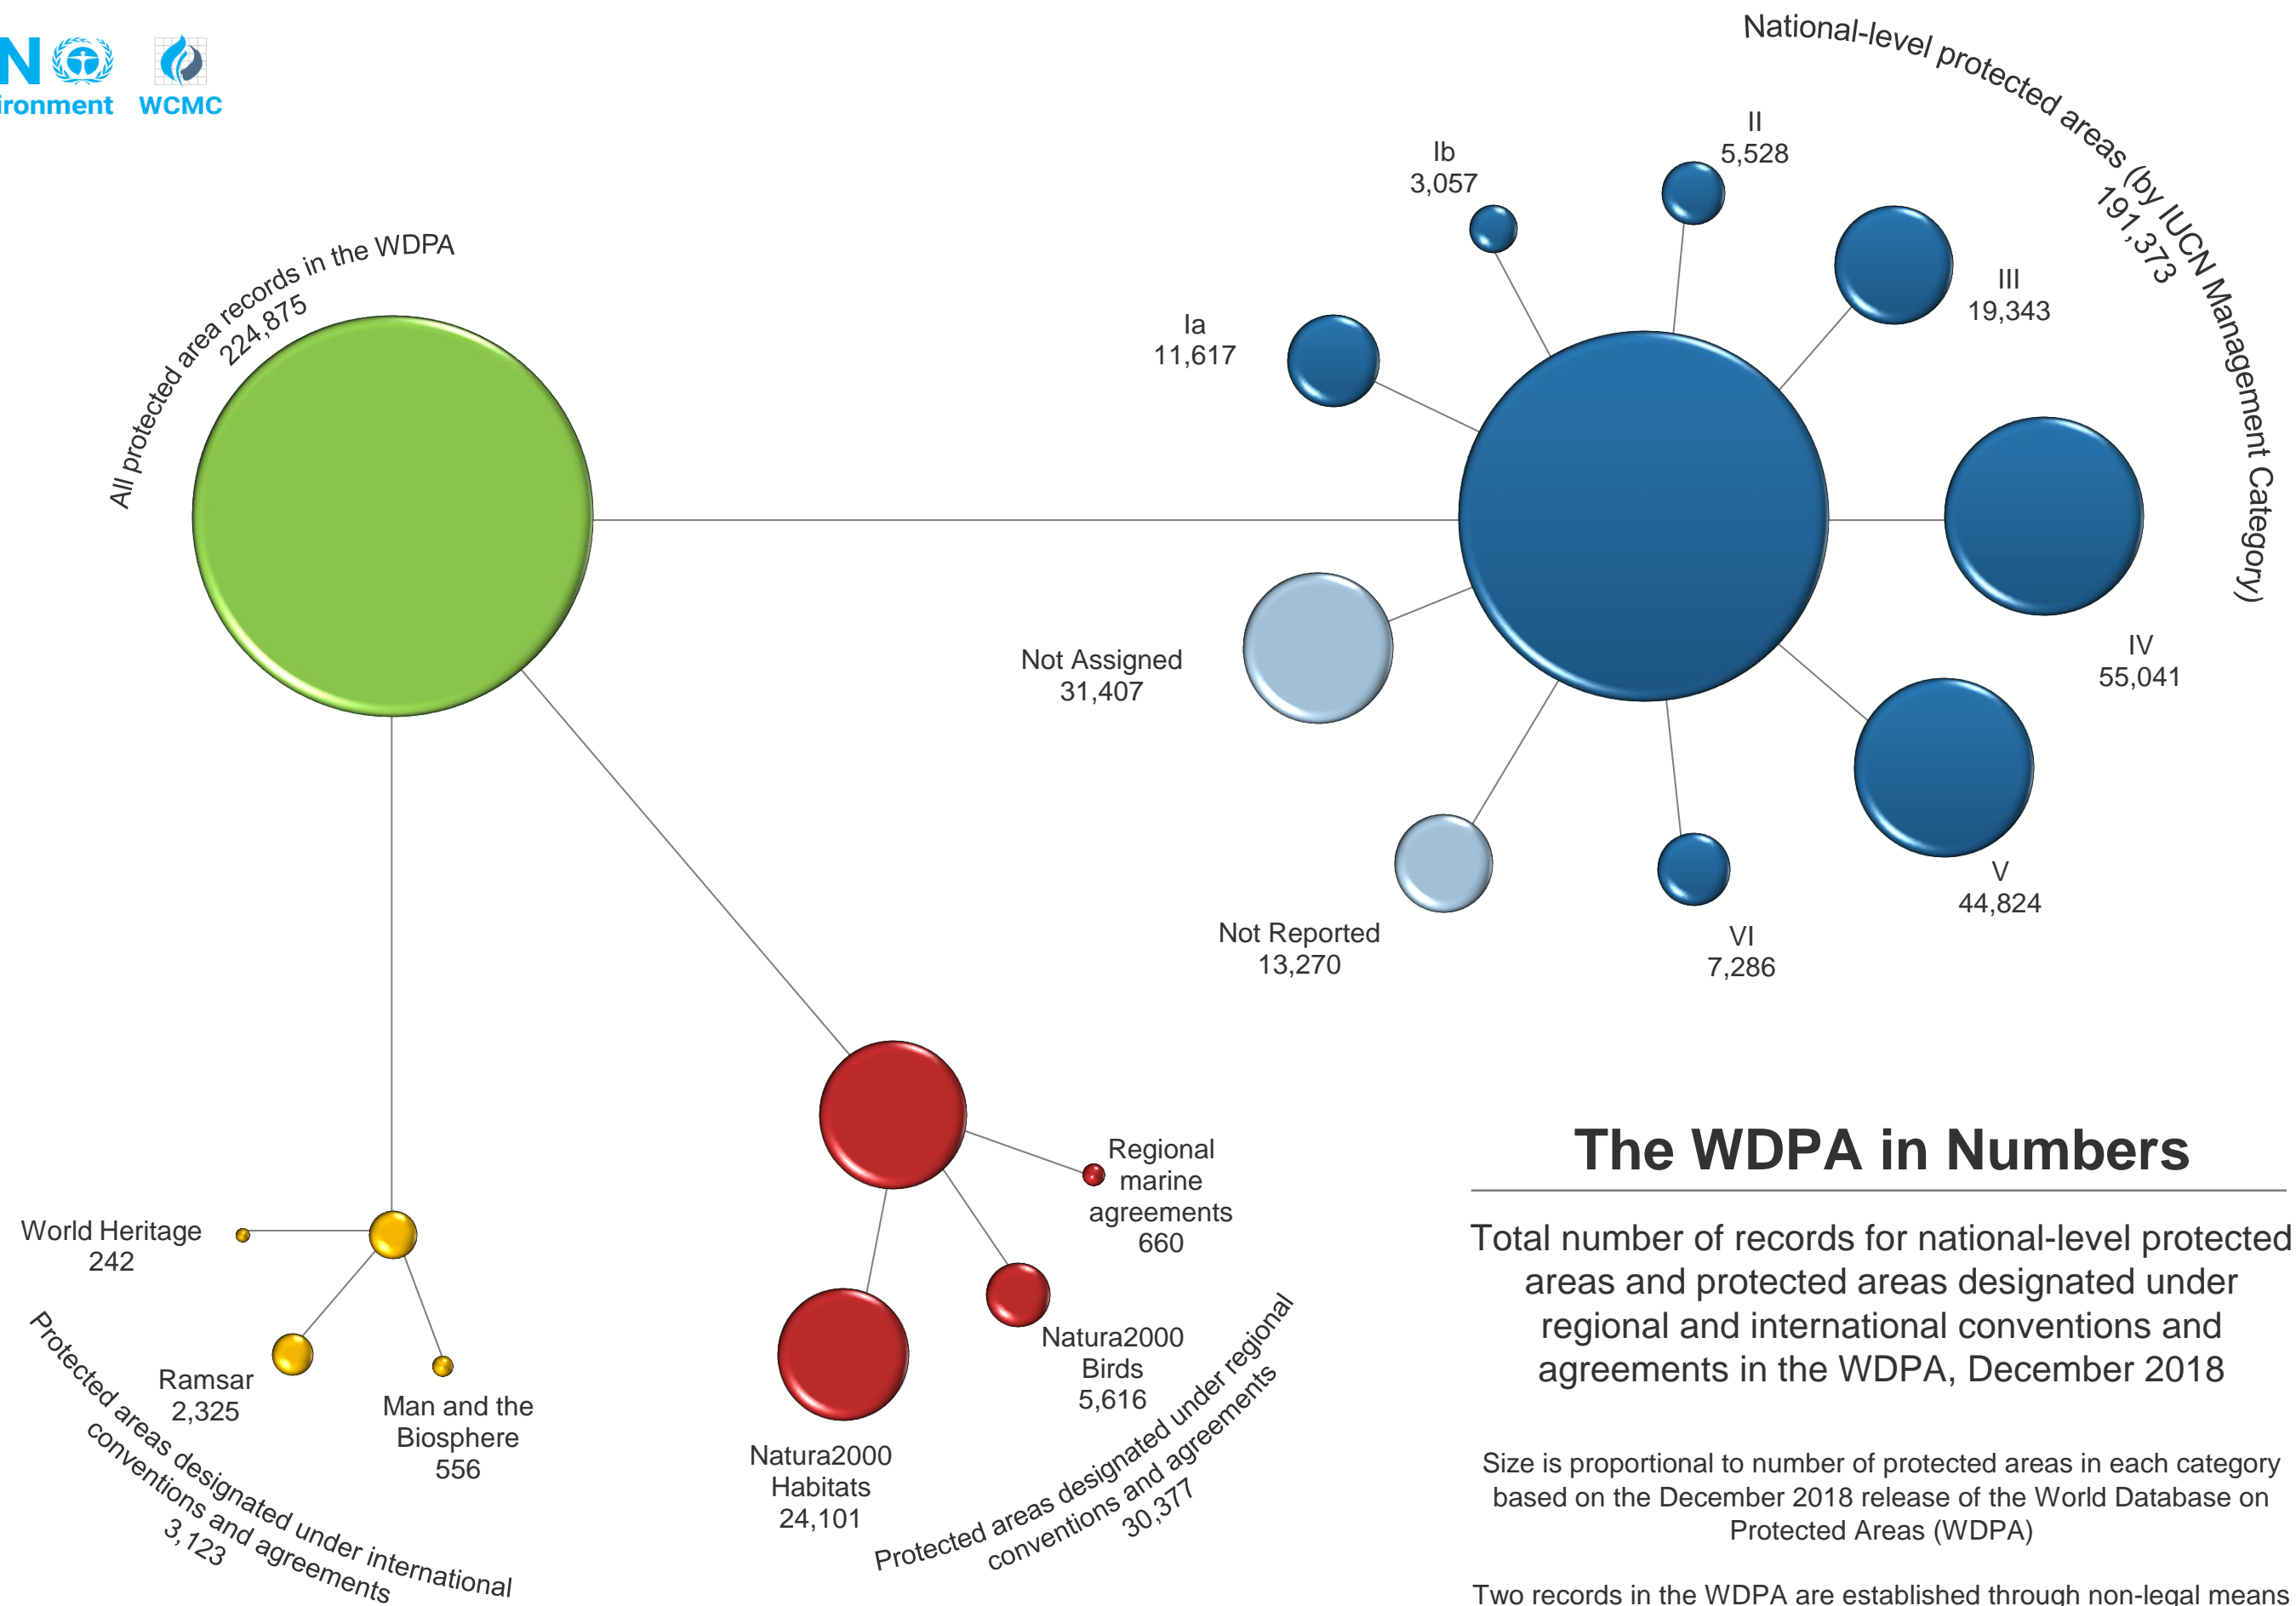 N
ironment
WCMC
All protected area records in the WDPA
224,875
National-level protected areas (by IUCN Management Category)
191,373
Ia
11,617
Ib
3,057
II
5,528
III
19,343
IV
55,041
V
44,824
VI
7,286
Not Reported
13,270
Not Assigned
31,407
World Heritage
242
Ramsar
2,325
Man and the
Biosphere
556
Protected areas designated under international
conventions and agreements
3,123
Regional
marine
agreements
660
Natura2000
Birds
5,616
Natura2000
Habitats
24,101
Protected areas designated under regional
conventions and agreements
30,377
The WDPA in Numbers
Total number of records for national-level protected
areas and protected areas designated under
regional and international conventions and
agreements in the WDPA, December 2018
Size is proportional to number of protected areas in each category
based on the December 2018 release of the World Database on
Protected Areas (WDPA)
Two records in the WDPA are established through non-legal means